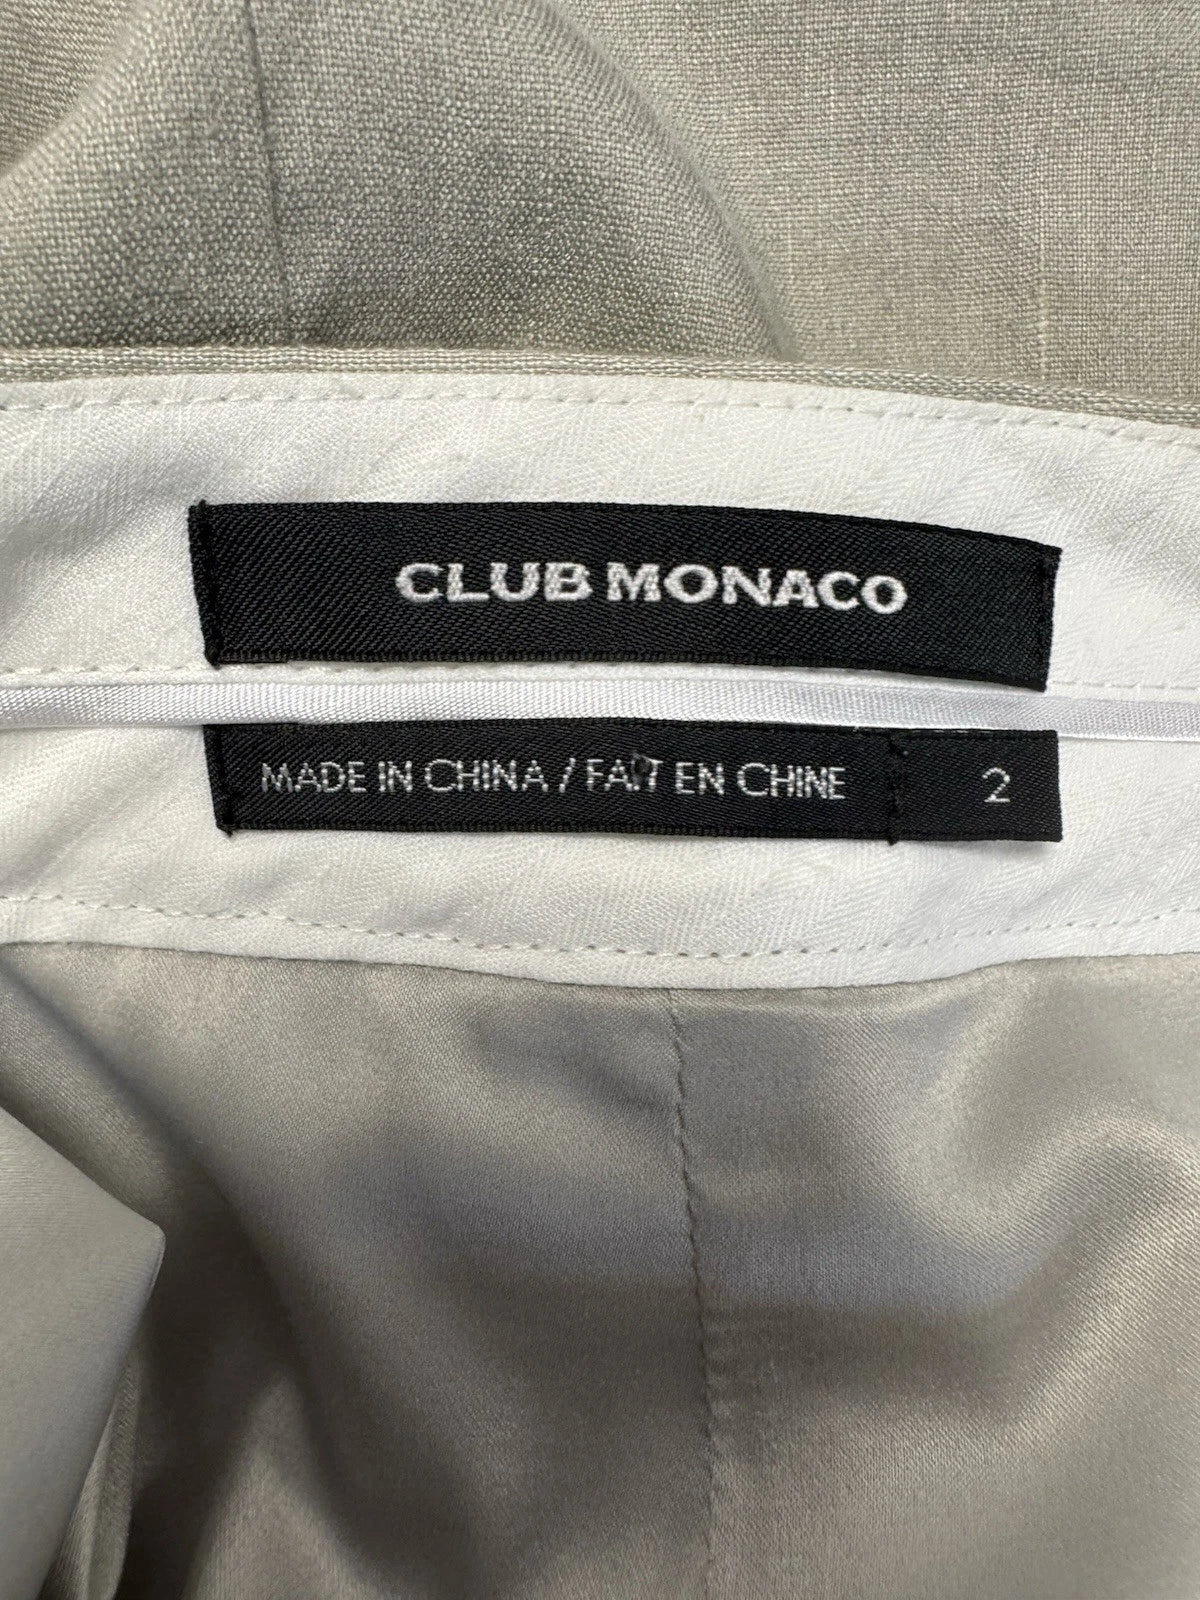 CLUB MONACO
MADE IN CHINA / FAIT EN CHINE 2